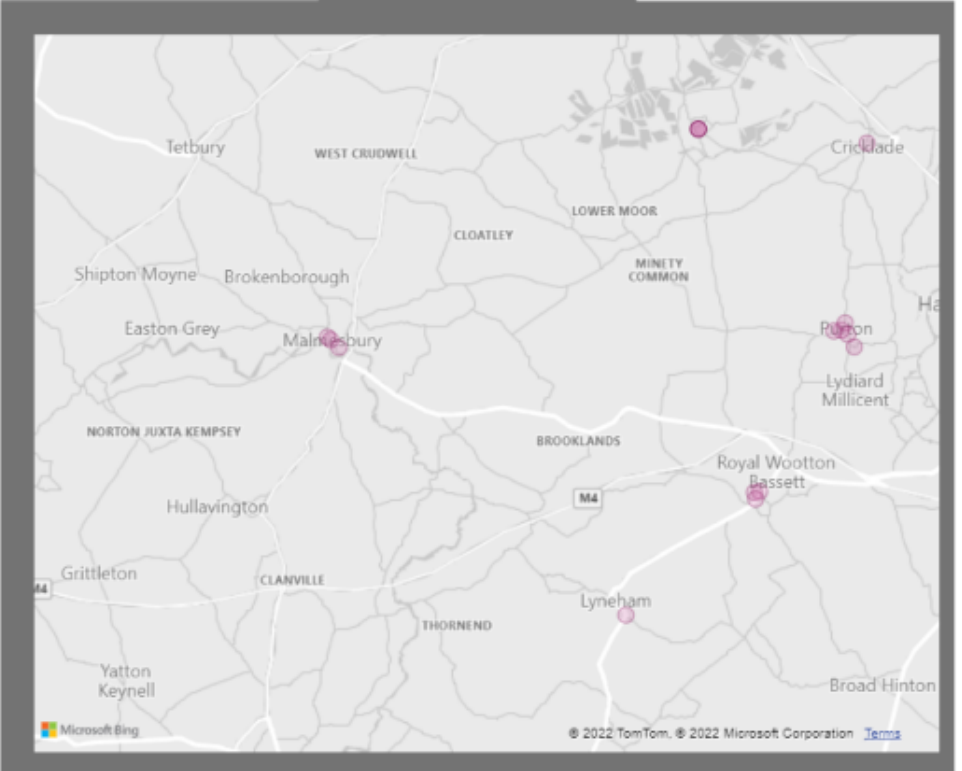 Tetbury
WEST CRUDWELL
Cricklade
LOWER MOOR
CLOATLEY
MINETY
COMMON
Shipton Moyne
Brokenborough
Ha
Easton Grey
Malmesbury
Purton
Lydiard
Millicent
NORTON JUXTA KEMPSEY
BROOKLANDS
Royal Wootton
Bassett
M4
Hullavington
Grittleton
M4
CLANVILLE
Lyneham
THORNEND
Yatton
Keynell
Broad Hinton
Microsoft Bing
© 2022 TomTom, © 2022 Microsoft Corporation Terms